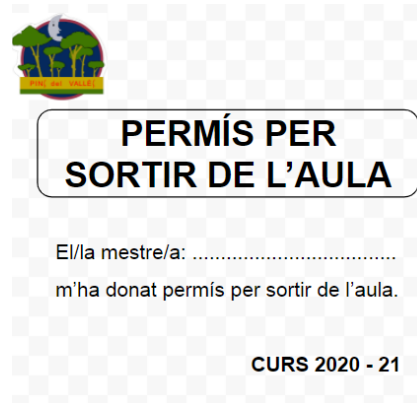 PINS del VALLÈS
PERMÍS PER
SORTIR DE L'AULA
El/la mestre/a: .....................................
m'ha donat permís per sortir de l'aula.
CURS 2020 - 21